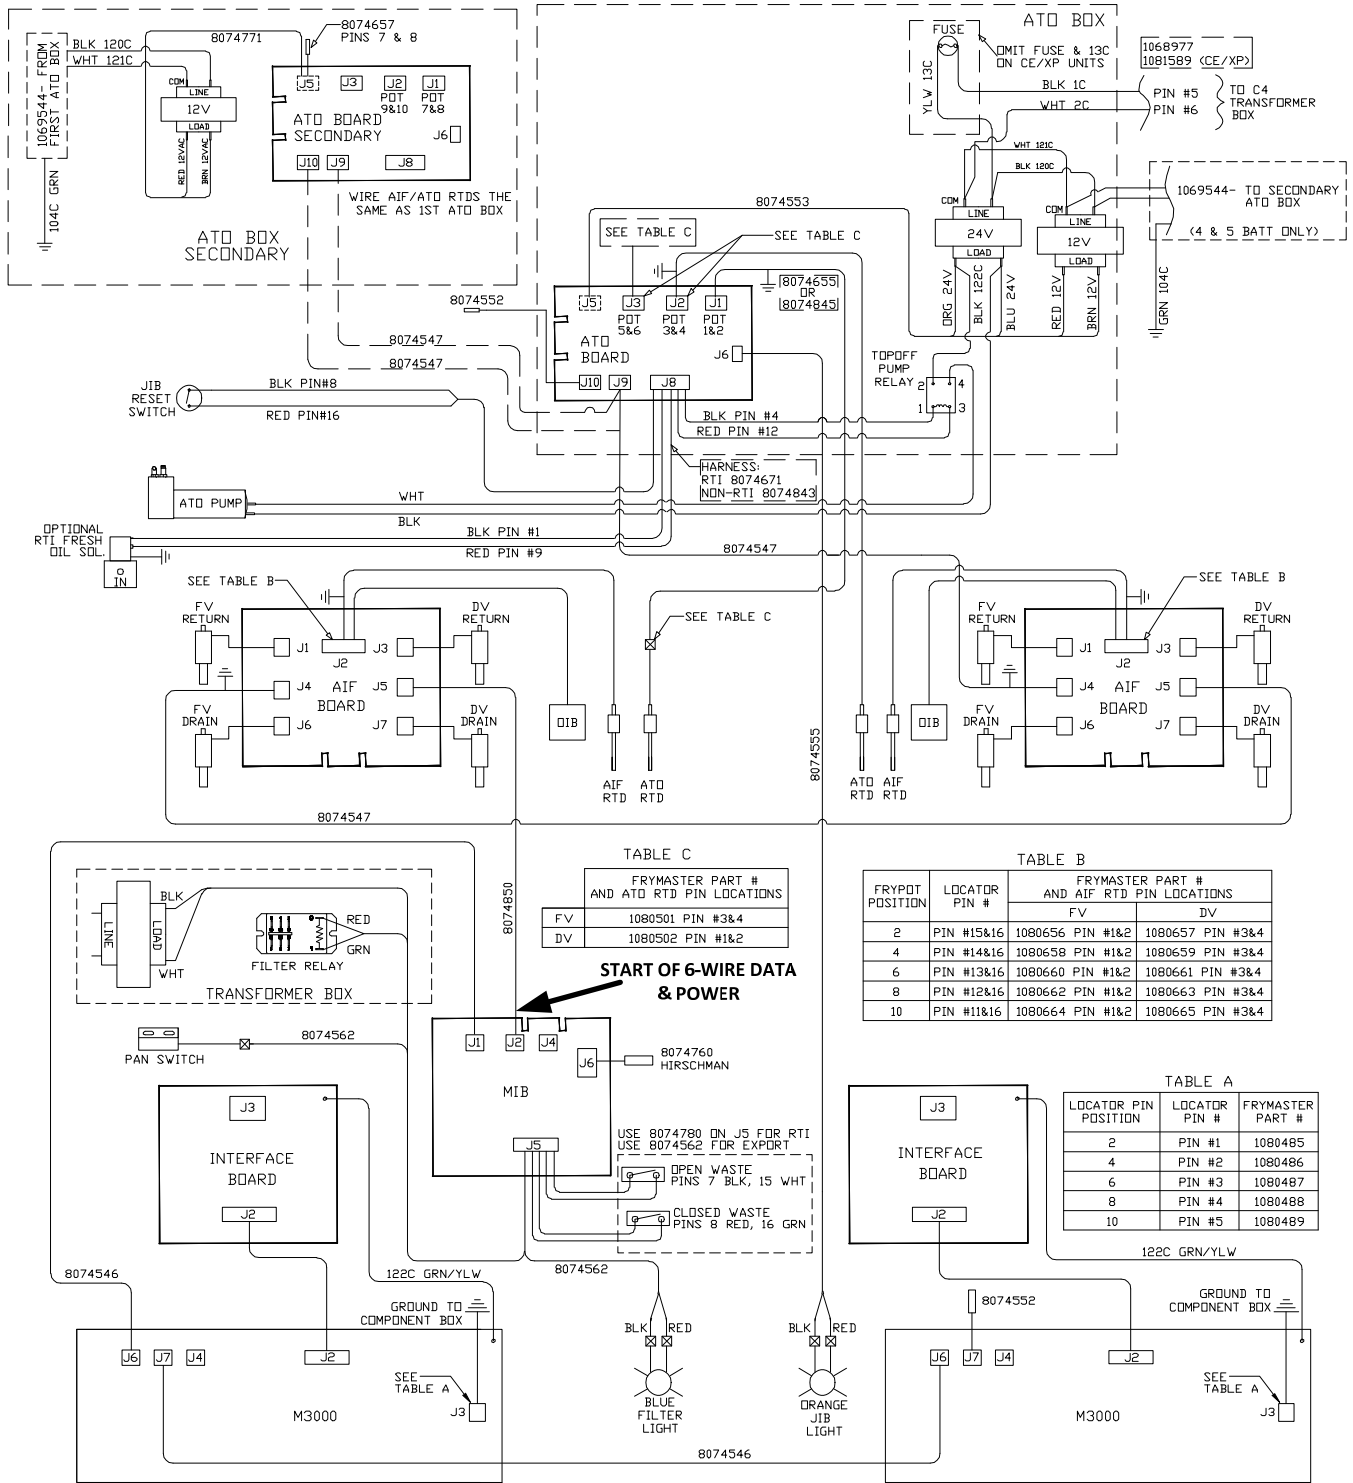 8074657
PINS 7 & 8
8074771
1069544- FROM
FIRST ATO BOX
BLK 120C
WHT 121C
104C GRN
COM
LINE
12V
LOAD
RED 12VAC
BRN 12VAC
J5
J3
J2
J1
POT
9&10
POT
7&8
ATO BOARD
SECONDARY
J6
J10
J9
J8
WIRE AIF/ATO RTDS THE
SAME AS 1ST ATO BOX
ATO BOX
SECONDARY
ATO BOX
FUSE
YLW 13C
OMIT FUSE & 13C
ON CE/XP UNITS
1068977
1081589 (CE/XP)
BLK 1C
WHT 2C
PIN #5
PIN #6
TO C4
TRANSFORMER
BOX
WHT 121C
BLK 120C
1069544- TO SECONDARY
ATO BOX
(4 & 5 BATT ONLY)
GRN 104C
COM
LINE
24V
LOAD
COM
LINE
12V
LOAD
ORG 24V
BLK 122C
BLU 24V
RED 12V
BRN 12V
8074553
SEE TABLE C
SEE TABLE C
8074655
OR
8074845
8074552
J5
J3
J2
J1
POT
5&6
POT
3&4
POT
1&2
ATO
BOARD
J6
J10
J9
J8
TOPOFF
PUMP
RELAY
2
4
1
3
8074547
8074547
JIB
RESET
SWITCH
BLK PIN#8
RED PIN#16
BLK PIN #4
RED PIN #12
HARNESS:
RTI 8074671
NON-RTI 8074843
ATO PUMP
WHT
BLK
OPTIONAL
RTI FRESH
OIL SOL.
IN
BLK PIN #1
RED PIN #9
8074547
SEE TABLE B
FV
RETURN
DV
RETURN
J1
J2
J3
J4
J5
AIF
BOARD
J6
J7
FV
DRAIN
DV
DRAIN
OIB
AIF
RTD
ATO
RTD
SEE TABLE C
8074555
ATO
RTD
AIF
RTD
OIB
SEE TABLE B
FV
RETURN
DV
RETURN
J1
J2
J3
J4
J5
AIF
BOARD
J6
J7
FV
DRAIN
DV
DRAIN
8074547
TABLE C
FRYMASTER PART #
AND ATO RTD PIN LOCATIONS
FV 1080501 PIN #3&4
DV 1080502 PIN #1&2
TABLE B
FRYPOT
POSITION
LOCATOR
PIN #
FRYMASTER PART #
AND AIF RTD PIN LOCATIONS
FV DV
2 PIN #15&16 1080656 PIN #1&2 1080657 PIN #3&4
4 PIN #14&16 1080658 PIN #1&2 1080659 PIN #3&4
6 PIN #13&16 1080660 PIN #1&2 1080661 PIN #3&4
8 PIN #12&16 1080662 PIN #1&2 1080663 PIN #3&4
10 PIN #11&16 1080664 PIN #1&2 1080665 PIN #3&4
8074850
BLK
LINE
LOAD
WHT
RED
GRN
FILTER RELAY
TRANSFORMER BOX
START OF 6-WIRE DATA
& POWER
PAN SWITCH
8074562
J1
J2
J4
J6
8074760
HIRSCHMAN
MIB
J5
USE 8074780 ON J5 FOR RTI
USE 8074562 FOR EXPORT
OPEN WASTE
PINS 7 BLK, 15 WHT
CLOSED WASTE
PINS 8 RED, 16 GRN
TABLE A
LOCATOR PIN
POSITION
LOCATOR
PIN #
FRYMASTER
PART #
2 PIN #1 1080485
4 PIN #2 1080486
6 PIN #3 1080487
8 PIN #4 1080488
10 PIN #5 1080489
J3
INTERFACE
BOARD
J2
J3
INTERFACE
BOARD
J2
8074546
122C GRN/YLW
GROUND TO
COMPONENT BOX
8074562
BLK
RED
BLUE
FILTER
LIGHT
BLK
RED
ORANGE
JIB
LIGHT
8074552
122C GRN/YLW
GROUND TO
COMPONENT BOX
J6
J7
J4
J2
SEE
TABLE A
J3
M3000
J6
J7
J4
J2
SEE
TABLE A
J3
M3000
8074546